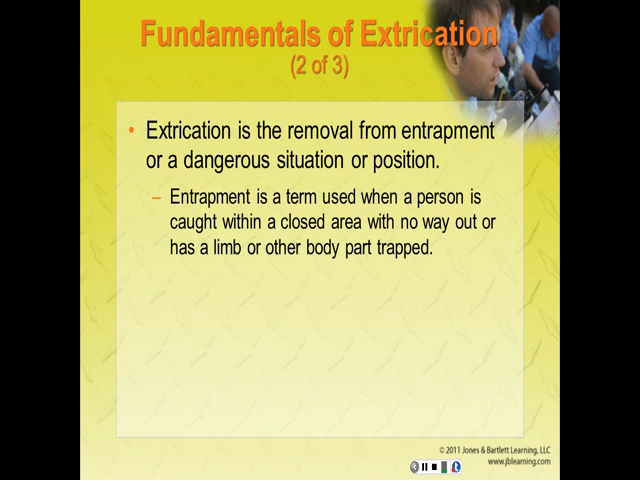 Fundamentals of Extrication
(2 of 3)
• Extrication is the removal from entrapment
or a dangerous situation or position.
– Entrapment is a term used when a person is
caught within a closed area with no way out or
has a limb or other body part trapped.
© 2011 Jones & Bartlett Learning, LLC
www.jblearning.com